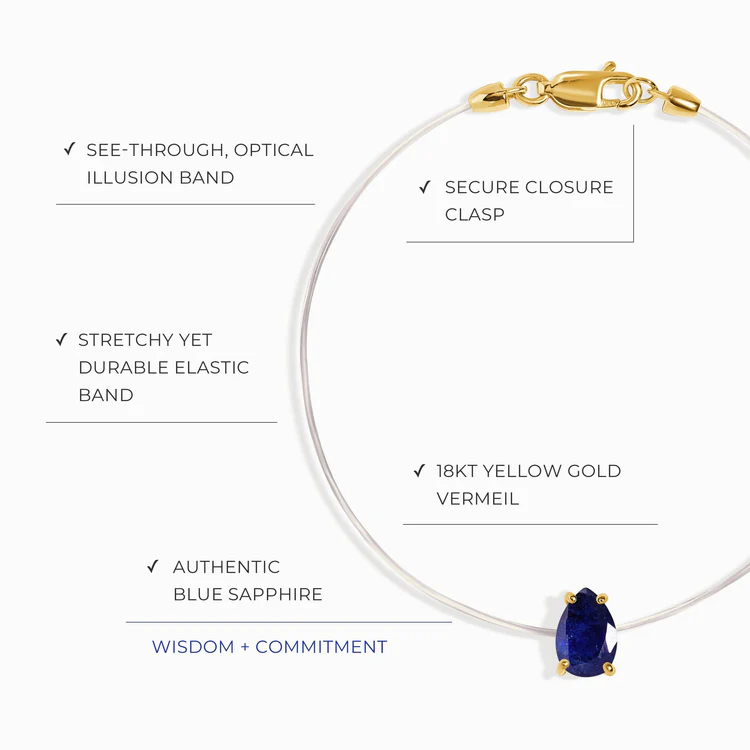 ✓ SEE-THROUGH, OPTICAL
ILLUSION BAND
✓ SECURE CLOSURE
CLASP
✓ STRETCHY YET
DURABLE ELASTIC
BAND
✓ 18KT YELLOW GOLD
VERMEIL
✓ AUTHENTIC
BLUE SAPPHIRE
WISDOM + COMMITMENT